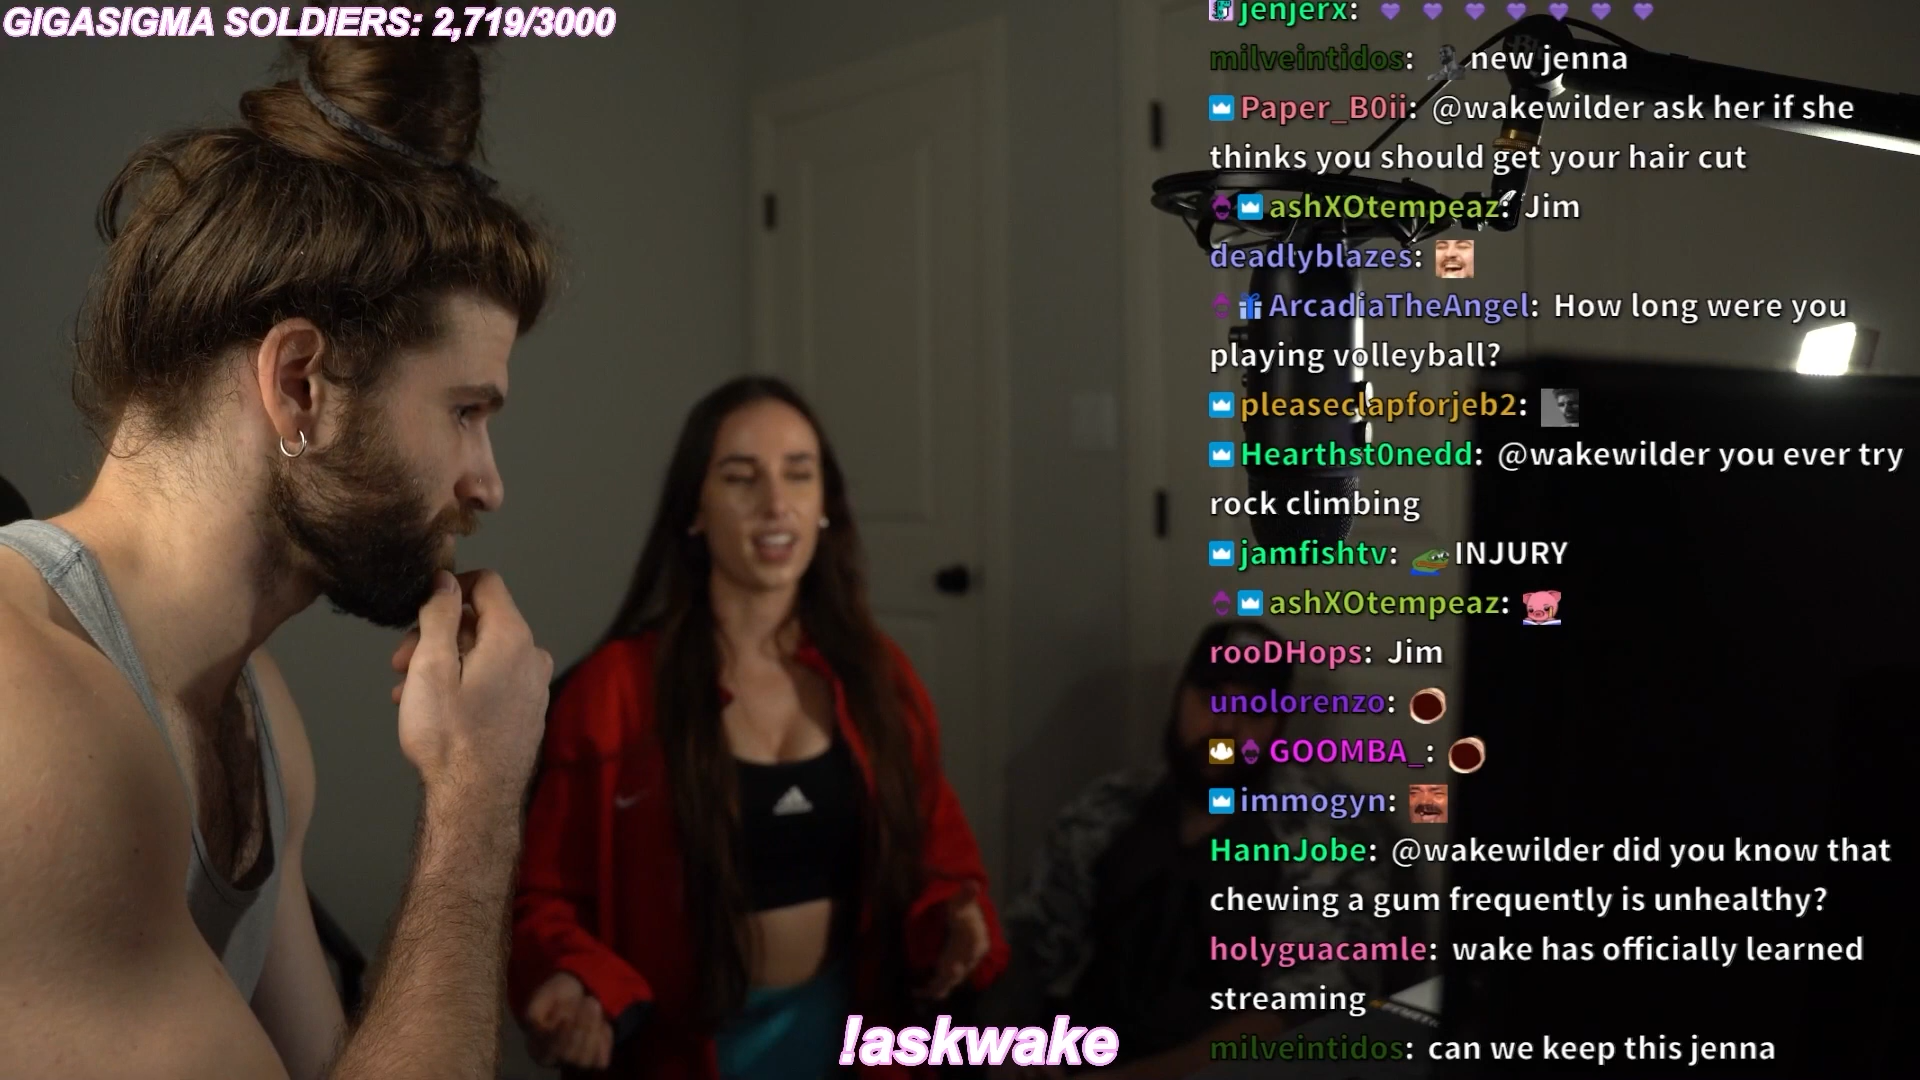 GIGASIGMA SOLDIERS: 2,719/3000
jenjerx:
milveintidos: new jenna
Paper_B0ii: @wakewilder ask her if she
thinks you should get your hair cut
ashXOtempeaz: Jim
deadlyblazes:
ArcadiaTheAngel: How long were you
playing volleyball?
pleaseclapforjeb2:
Hearthst0nedd: @wakewilder you ever try
rock climbing
jamfishtv: INJURY
ashXOtempeaz:
rooDHops: Jim
unolorenzo:
GOOMBA_:
immogyn:
HannJobe: @wakewilder did you know that
chewing a gum frequently is unhealthy?
holyguacamle: wake has officially learned
streaming
milveintidos: can we keep this jenna
!askwake